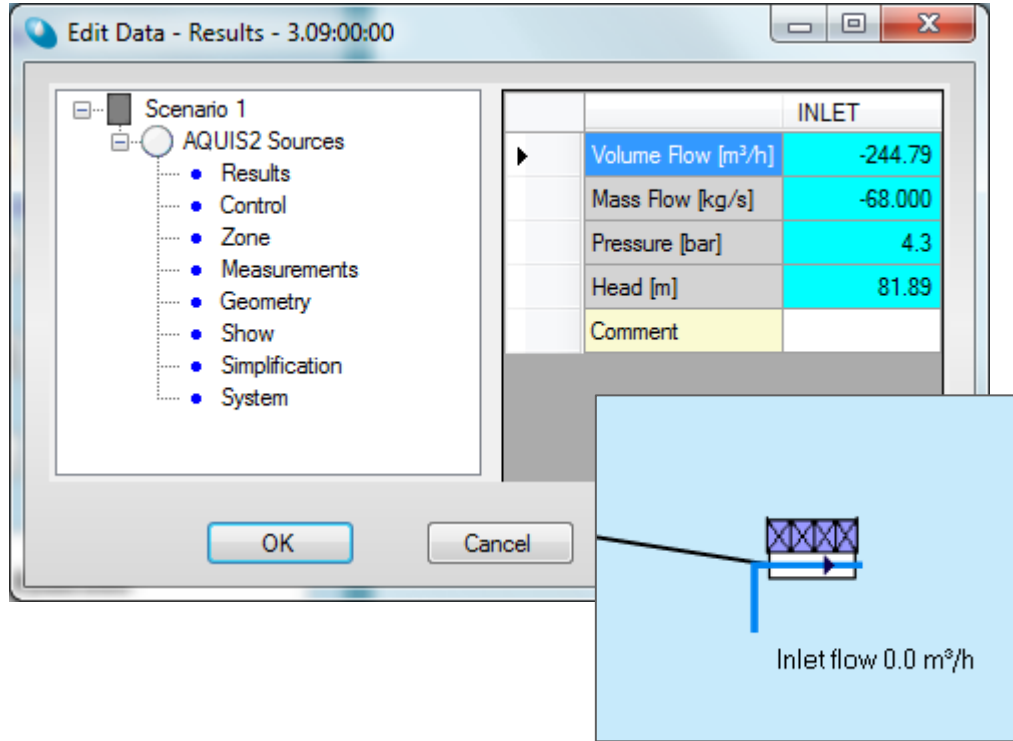 Edit Data - Results - 3.09:00:00
Scenario 1
AQUIS2 Sources
Results
Control
Zone
Measurements
Geometry
Show
Simplification
System
INLET
Volume Flow [m³/h] -244.79
Mass Flow [kg/s] -68.000
Pressure [bar] 4.3
Head [m] 81.89
Comment
OK Cancel
Inlet flow 0.0 m³/h